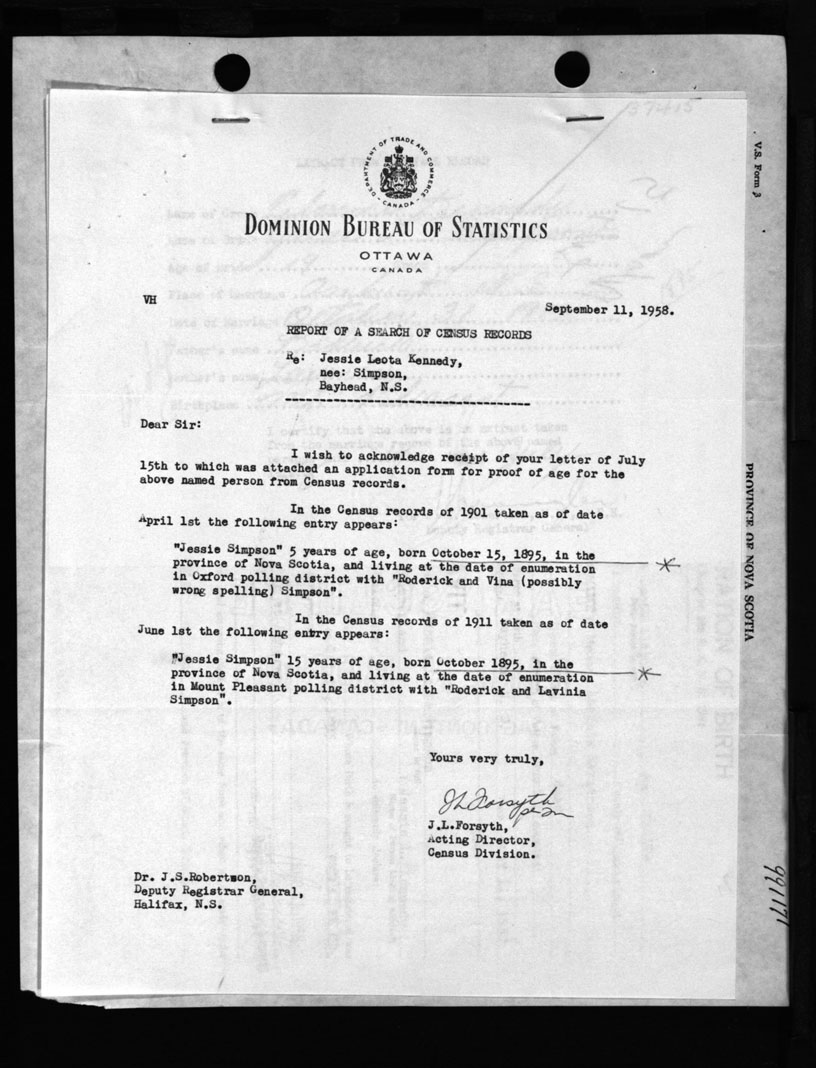 37415
DEPARTMENT OF TRADE AND COMMERCE
CANADA
DOMINION BUREAU OF STATISTICS
OTTAWA
CANADA
VH
September 11, 1958.
REPORT OF A SEARCH OF CENSUS RECORDS
Re: Jessie Leota Kennedy,
nee: Simpson,
Bayhead, N.S.
Dear Sir:
I wish to acknowledge receipt of your letter of July
15th to which was attached an application form for proof of age for the
above named person from Census records.
In the Census records of 1901 taken as of date
April 1st the following entry appears:
"Jessie Simpson" 5 years of age, born October 15, 1895, in the
province of Nova Scotia, and living at the date of enumeration
in Oxford polling district with "Roderick and Vina (possibly
wrong spelling) Simpson".
In the Census records of 1911 taken as of date
June 1st the following entry appears:
"Jessie Simpson" 15 years of age, born October 1895, in the
province of Nova Scotia, and living at the date of enumeration
in Mount Pleasant polling district with "Roderick and Lavinia
Simpson".
Yours very truly,
JL Forsyth
J.L.Forsyth,
Acting Director,
Census Division.
Dr. J.S.Robertson,
Deputy Registrar General,
Halifax, N.S.
V.S. Form 3
PROVINCE OF NOVA SCOTIA
991171